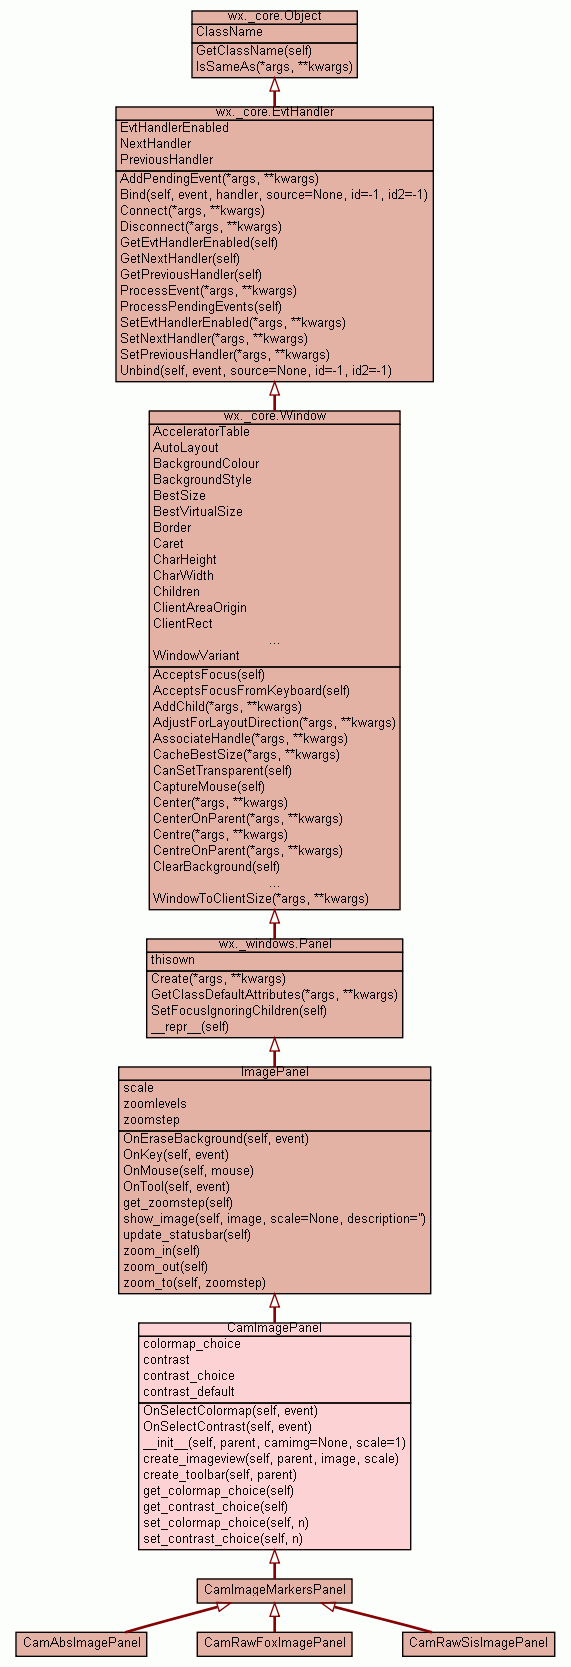 wx._core.Object
ClassName
GetClassName(self)
IsSameAs(*args, **kwargs)
wx._core.EvtHandler
EvtHandlerEnabled
NextHandler
PreviousHandler
AddPendingEvent(*args, **kwargs)
Bind(self, event, handler, source=None, id=-1, id2=-1)
Connect(*args, **kwargs)
Disconnect(*args, **kwargs)
GetEvtHandlerEnabled(self)
GetNextHandler(self)
GetPreviousHandler(self)
ProcessEvent(*args, **kwargs)
ProcessPendingEvents(self)
SetEvtHandlerEnabled(*args, **kwargs)
SetNextHandler(*args, **kwargs)
SetPreviousHandler(*args, **kwargs)
Unbind(self, event, source=None, id=-1, id2=-1)
wx._core.Window
AcceleratorTable
AutoLayout
BackgroundColour
BackgroundStyle
BestSize
BestVirtualSize
Border
Caret
CharHeight
CharWidth
Children
ClientAreaOrigin
ClientRect
...
WindowVariant
AcceptsFocus(self)
AcceptsFocusFromKeyboard(self)
AddChild(*args, **kwargs)
AdjustForLayoutDirection(*args, **kwargs)
AssociateHandle(*args, **kwargs)
CacheBestSize(*args, **kwargs)
CanSetTransparent(self)
CaptureMouse(self)
Center(*args, **kwargs)
CenterOnParent(*args, **kwargs)
Centre(*args, **kwargs)
CentreOnParent(*args, **kwargs)
ClearBackground(self)
...
WindowToClientSize(*args, **kwargs)
wx._windows.Panel
thisown
Create(*args, **kwargs)
GetClassDefaultAttributes(*args, **kwargs)
SetFocusIgnoringChildren(self)
__repr__(self)
ImagePanel
scale
zoomlevels
zoomstep
OnEraseBackground(self, event)
OnKey(self, event)
OnMouse(self, mouse)
OnTool(self, event)
get_zoomstep(self)
show_image(self, image, scale=None, description='')
update_statusbar(self)
zoom_in(self)
zoom_out(self)
zoom_to(self, zoomstep)
CamImagePanel
colormap_choice
contrast
contrast_choice
contrast_default
OnSelectColormap(self, event)
OnSelectContrast(self, event)
__init__(self, parent, camimg=None, scale=1)
create_imageview(self, parent, image, scale)
create_toolbar(self, parent)
get_colormap_choice(self)
get_contrast_choice(self)
set_colormap_choice(self, n)
set_contrast_choice(self, n)
CamImageMarkersPanel
CamAbsImagePanel
CamRawFoxImagePanel
CamRawSisImagePanel